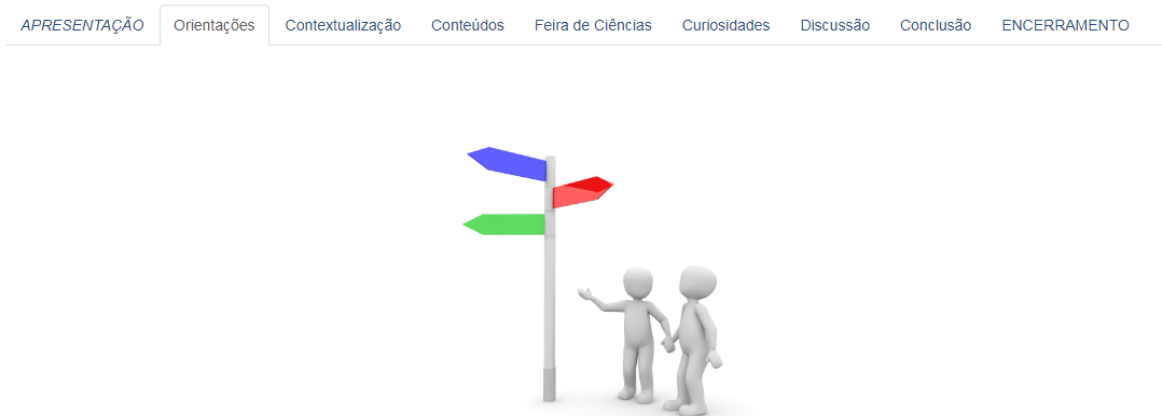 APRESENTAÇÃO Orientações Contextualização Conteúdos Feira de Ciências Curiosidades Discussão Conclusão ENCERRAMENTO